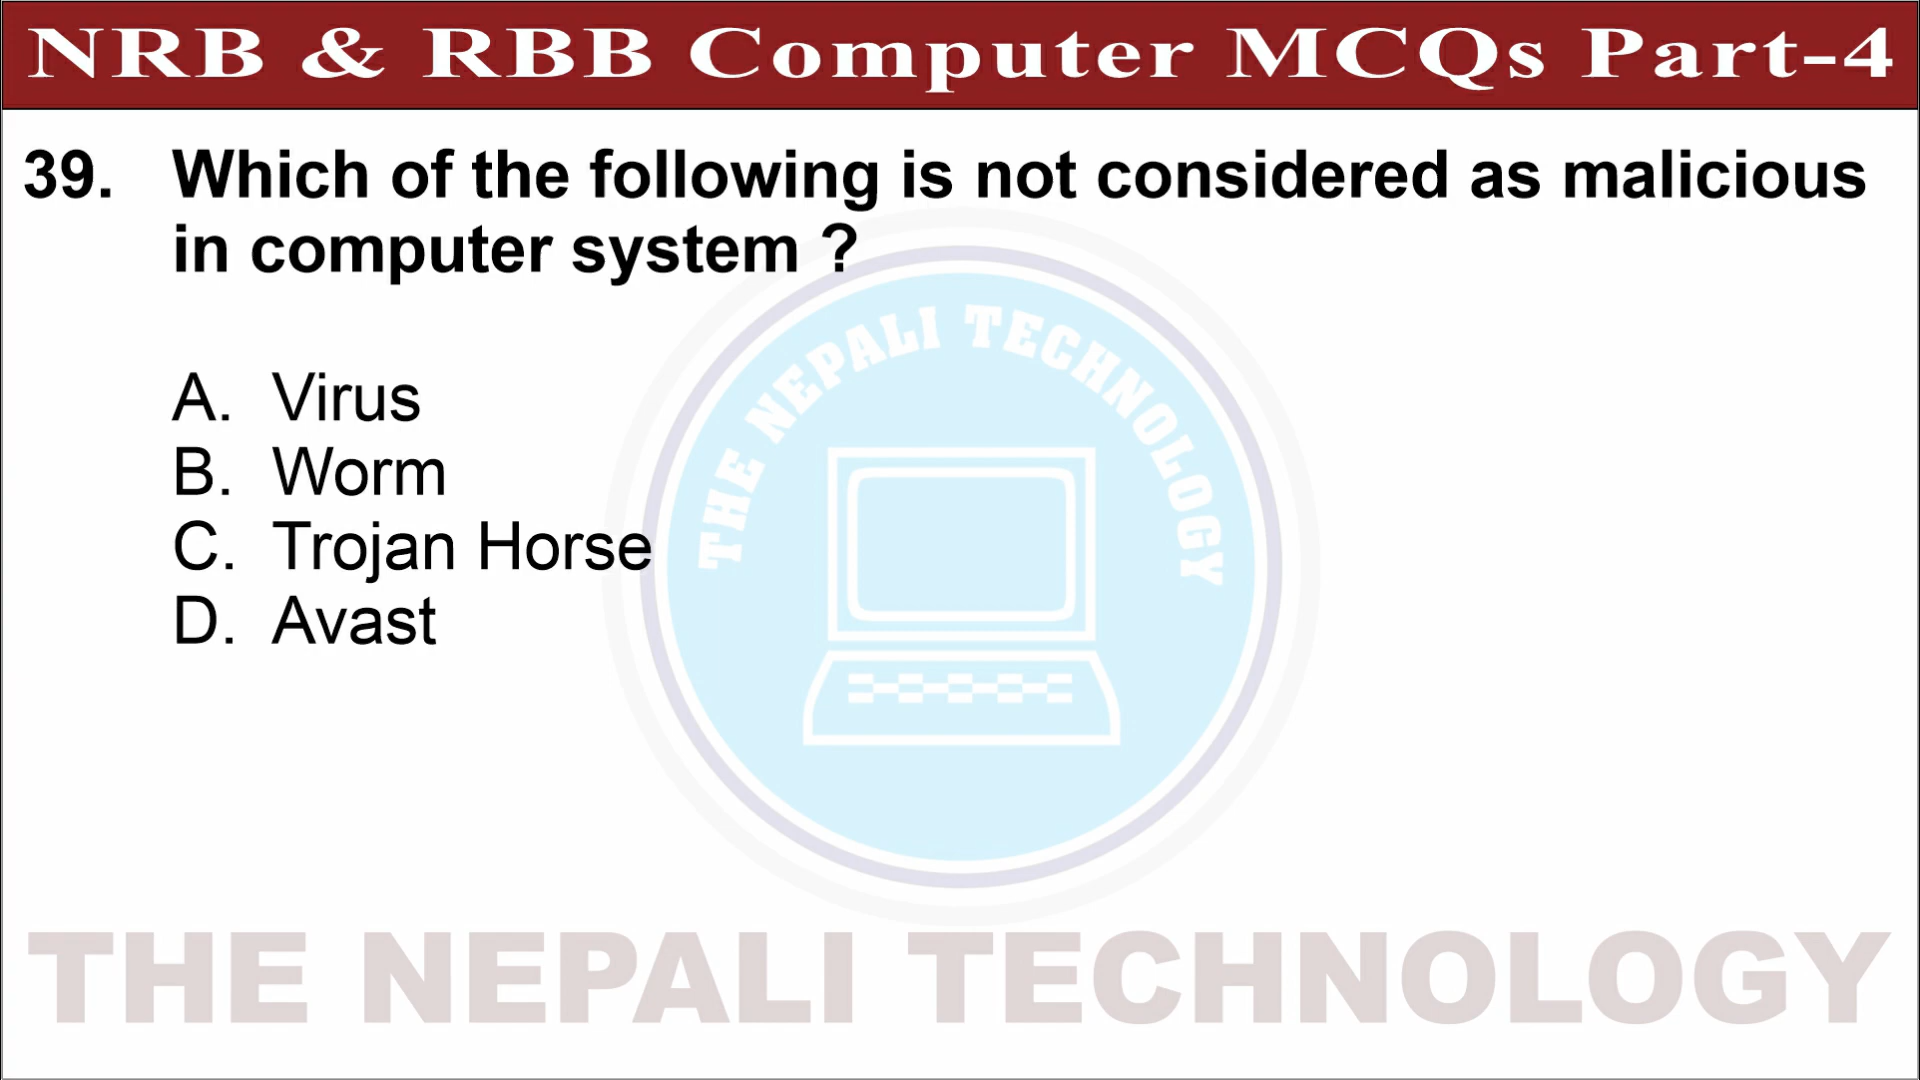 NRB & RBB Computer MCQs Part-4
39. Which of the following is not considered as malicious
in computer system ?
THE NEPALI TECHNOLOGY
A. Virus
B. Worm
C. Trojan Horse
D. Avast
THE NEPALI TECHNOLOGY